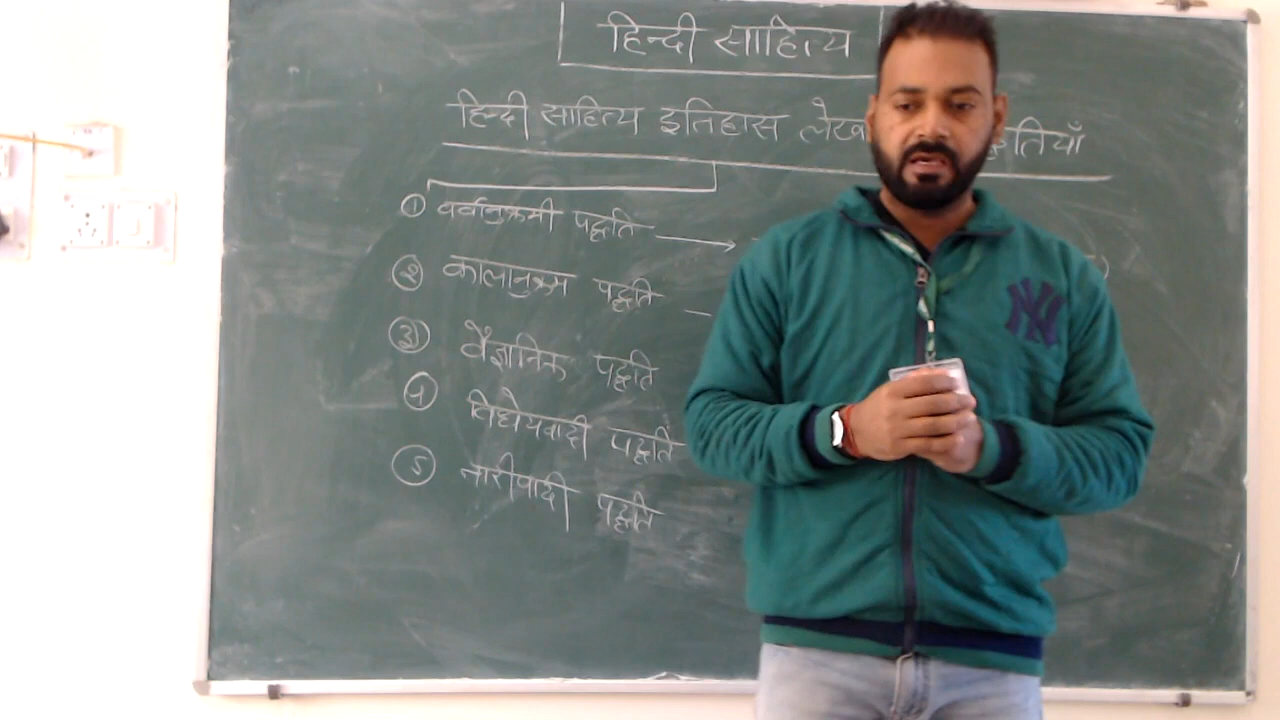 हिन्दी साहित्य
हिन्दी साहित्य इतिहास
① वर्वानुक्रमी पद्धति →
② कालानुक्रम पद्धति –
③ वैज्ञानिक पद्धति
④ विधेयवादी पद्धति
⑤ नारीवादी पद्धति
NY